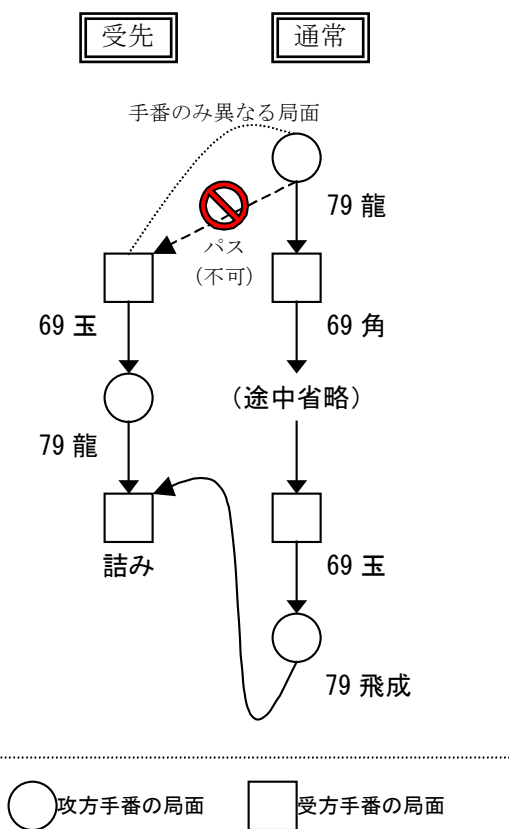 受先
通常
手番のみ異なる局面
79 龍
パス
(不可)
69 玉
69 角
(途中省略)
79 龍
詰み
69 玉
79 飛成
攻方手番の局面
受方手番の局面